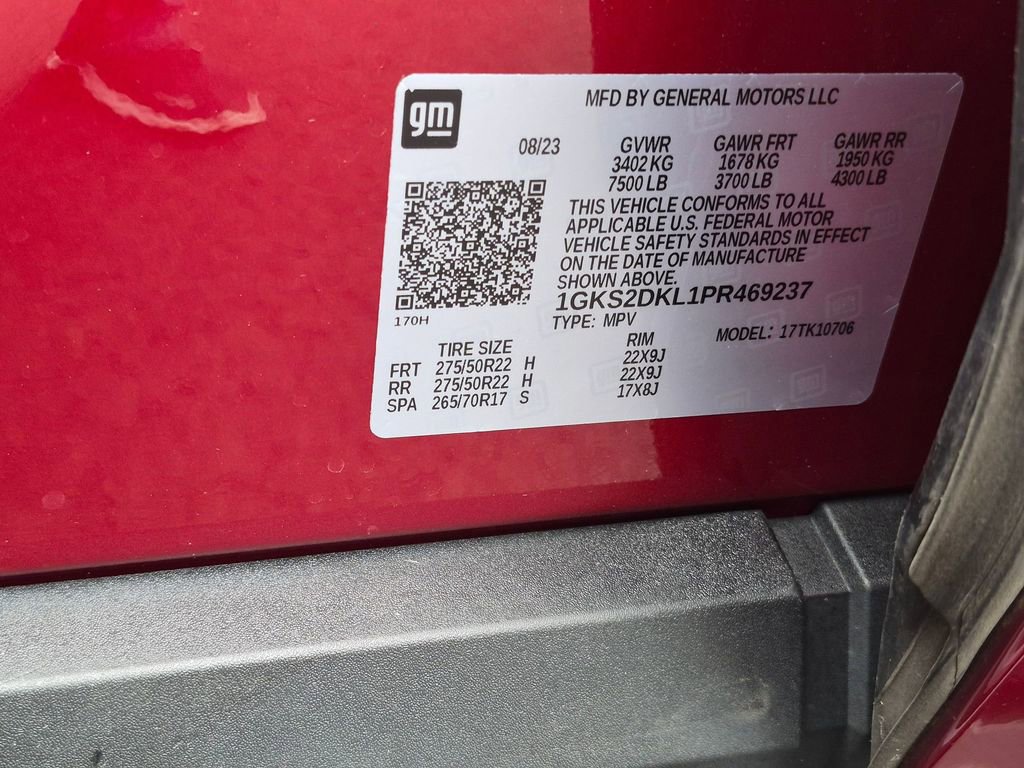 gm
MFD BY GENERAL MOTORS LLC
08/23 GVWR GAWR FRT GAWR RR
3402 KG 1678 KG 1950 KG
7500 LB 3700 LB 4300 LB
THIS VEHICLE CONFORMS TO ALL
APPLICABLE U.S. FEDERAL MOTOR
VEHICLE SAFETY STANDARDS IN EFFECT
ON THE DATE OF MANUFACTURE
SHOWN ABOVE.
1GKS2DKL1PR469237
170H
TYPE: MPV
MODEL: 17TK10706
TIRE SIZE RIM
FRT 275/50R22 H 22X9J
RR 275/50R22 H 22X9J
SPA 265/70R17 S 17X8J